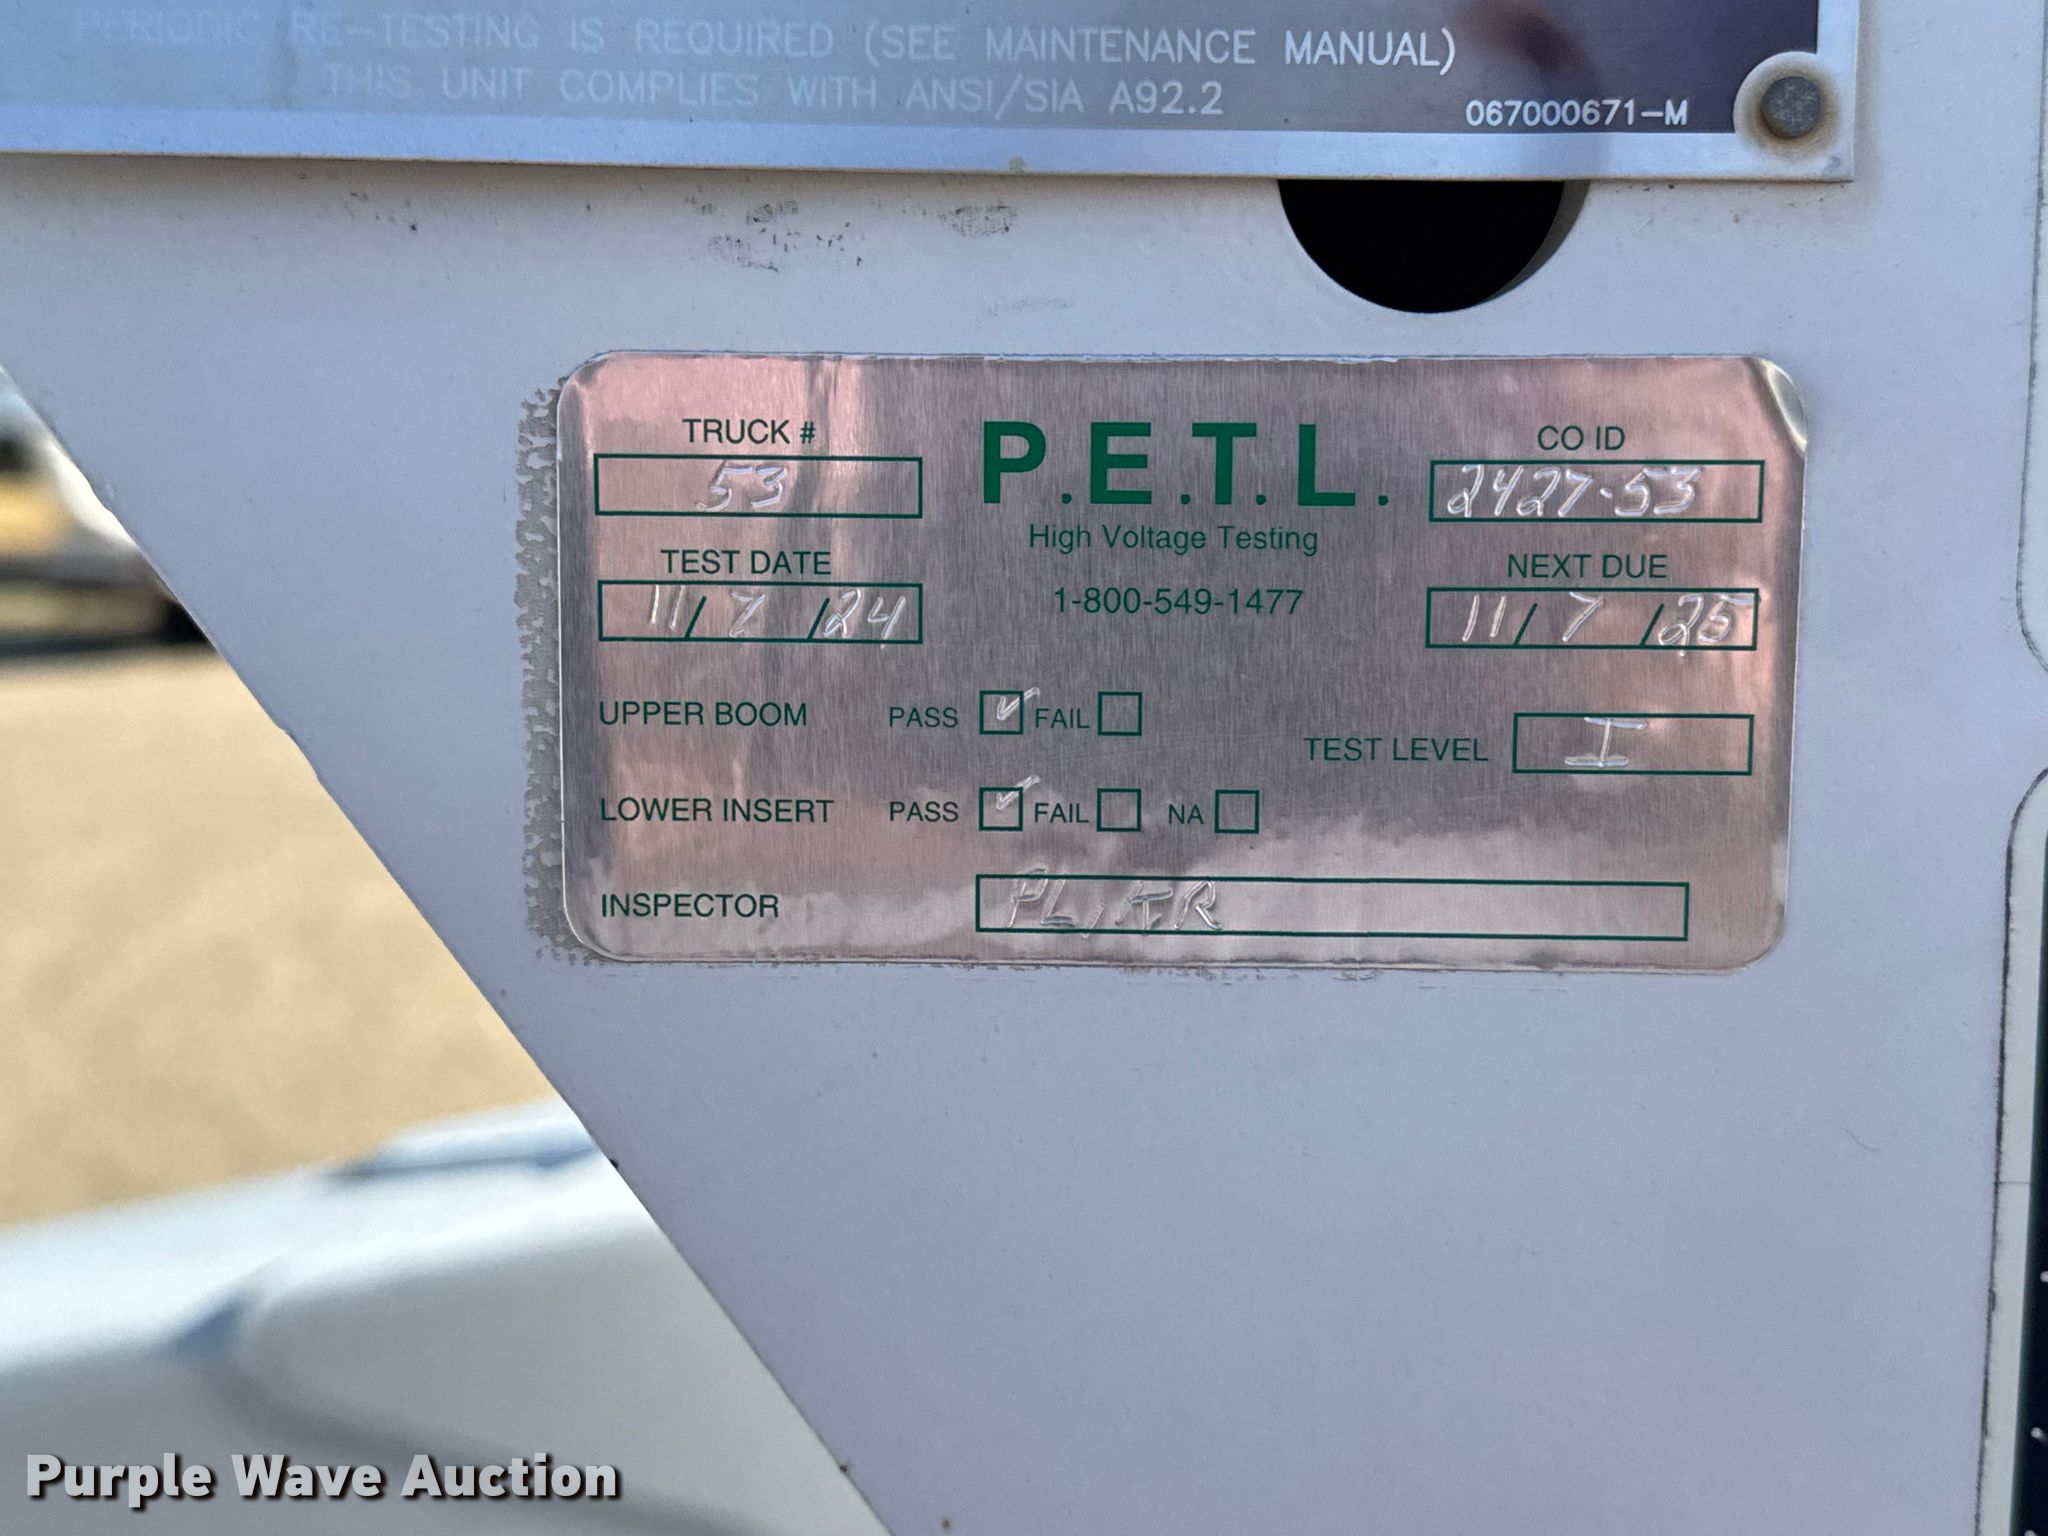 PERIODIC RE-TESTING IS REQUIRED (SEE MAINTENANCE MANUAL)
THIS UNIT COMPLIES WITH ANSI/SIA A92.2
067000671-M
TRUCK #
53
P.E.T.L.
High Voltage Testing
1-800-549-1477
CO ID
2427-53
TEST DATE
11/7/24
NEXT DUE
11/7/25
UPPER BOOM PASS ✓ FAIL
TEST LEVEL I
LOWER INSERT PASS ✓ FAIL NA
INSPECTOR PL/KR
Purple Wave Auction